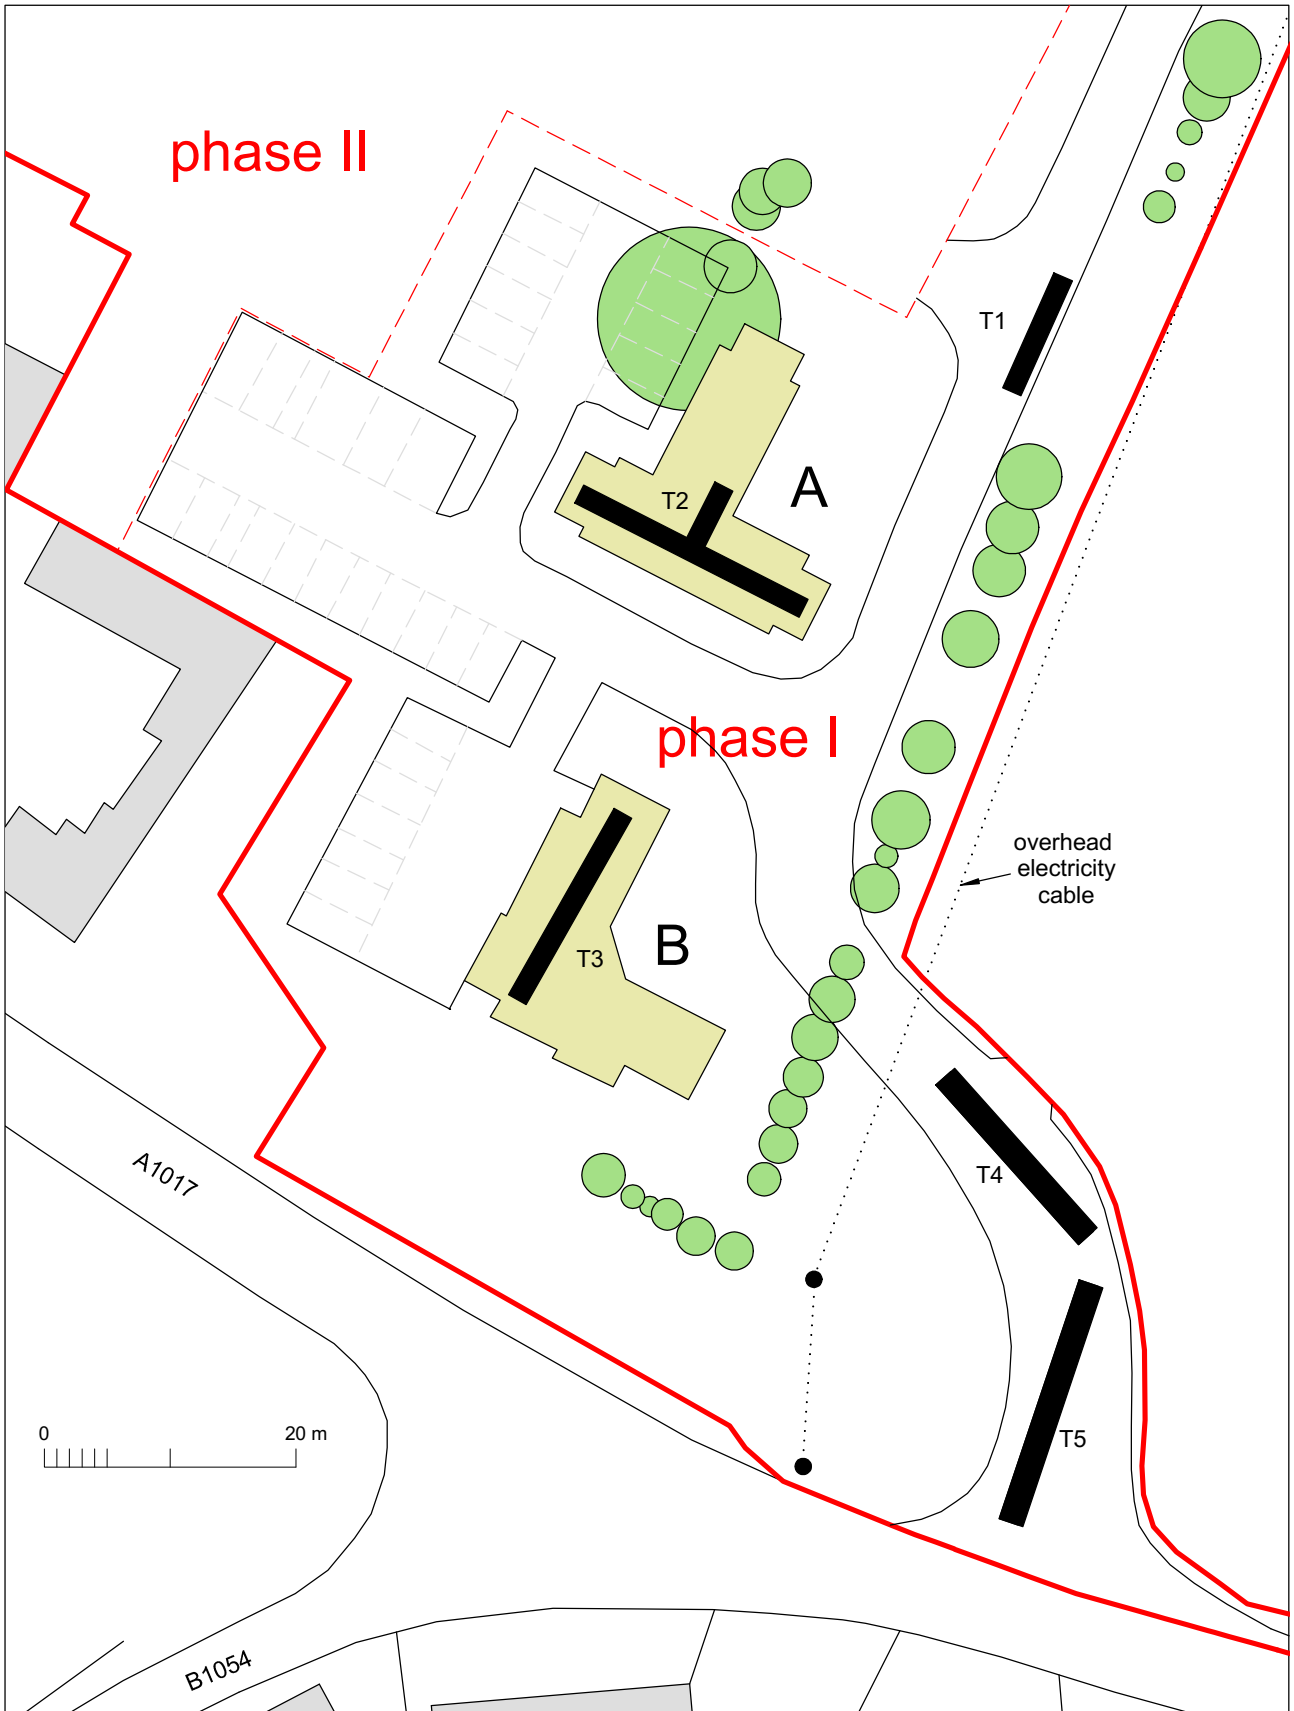 phase II
T1
T2
A
phase I
overhead
electricity
cable
T3
B
A1017
T4
0
20 m
T5
B1054